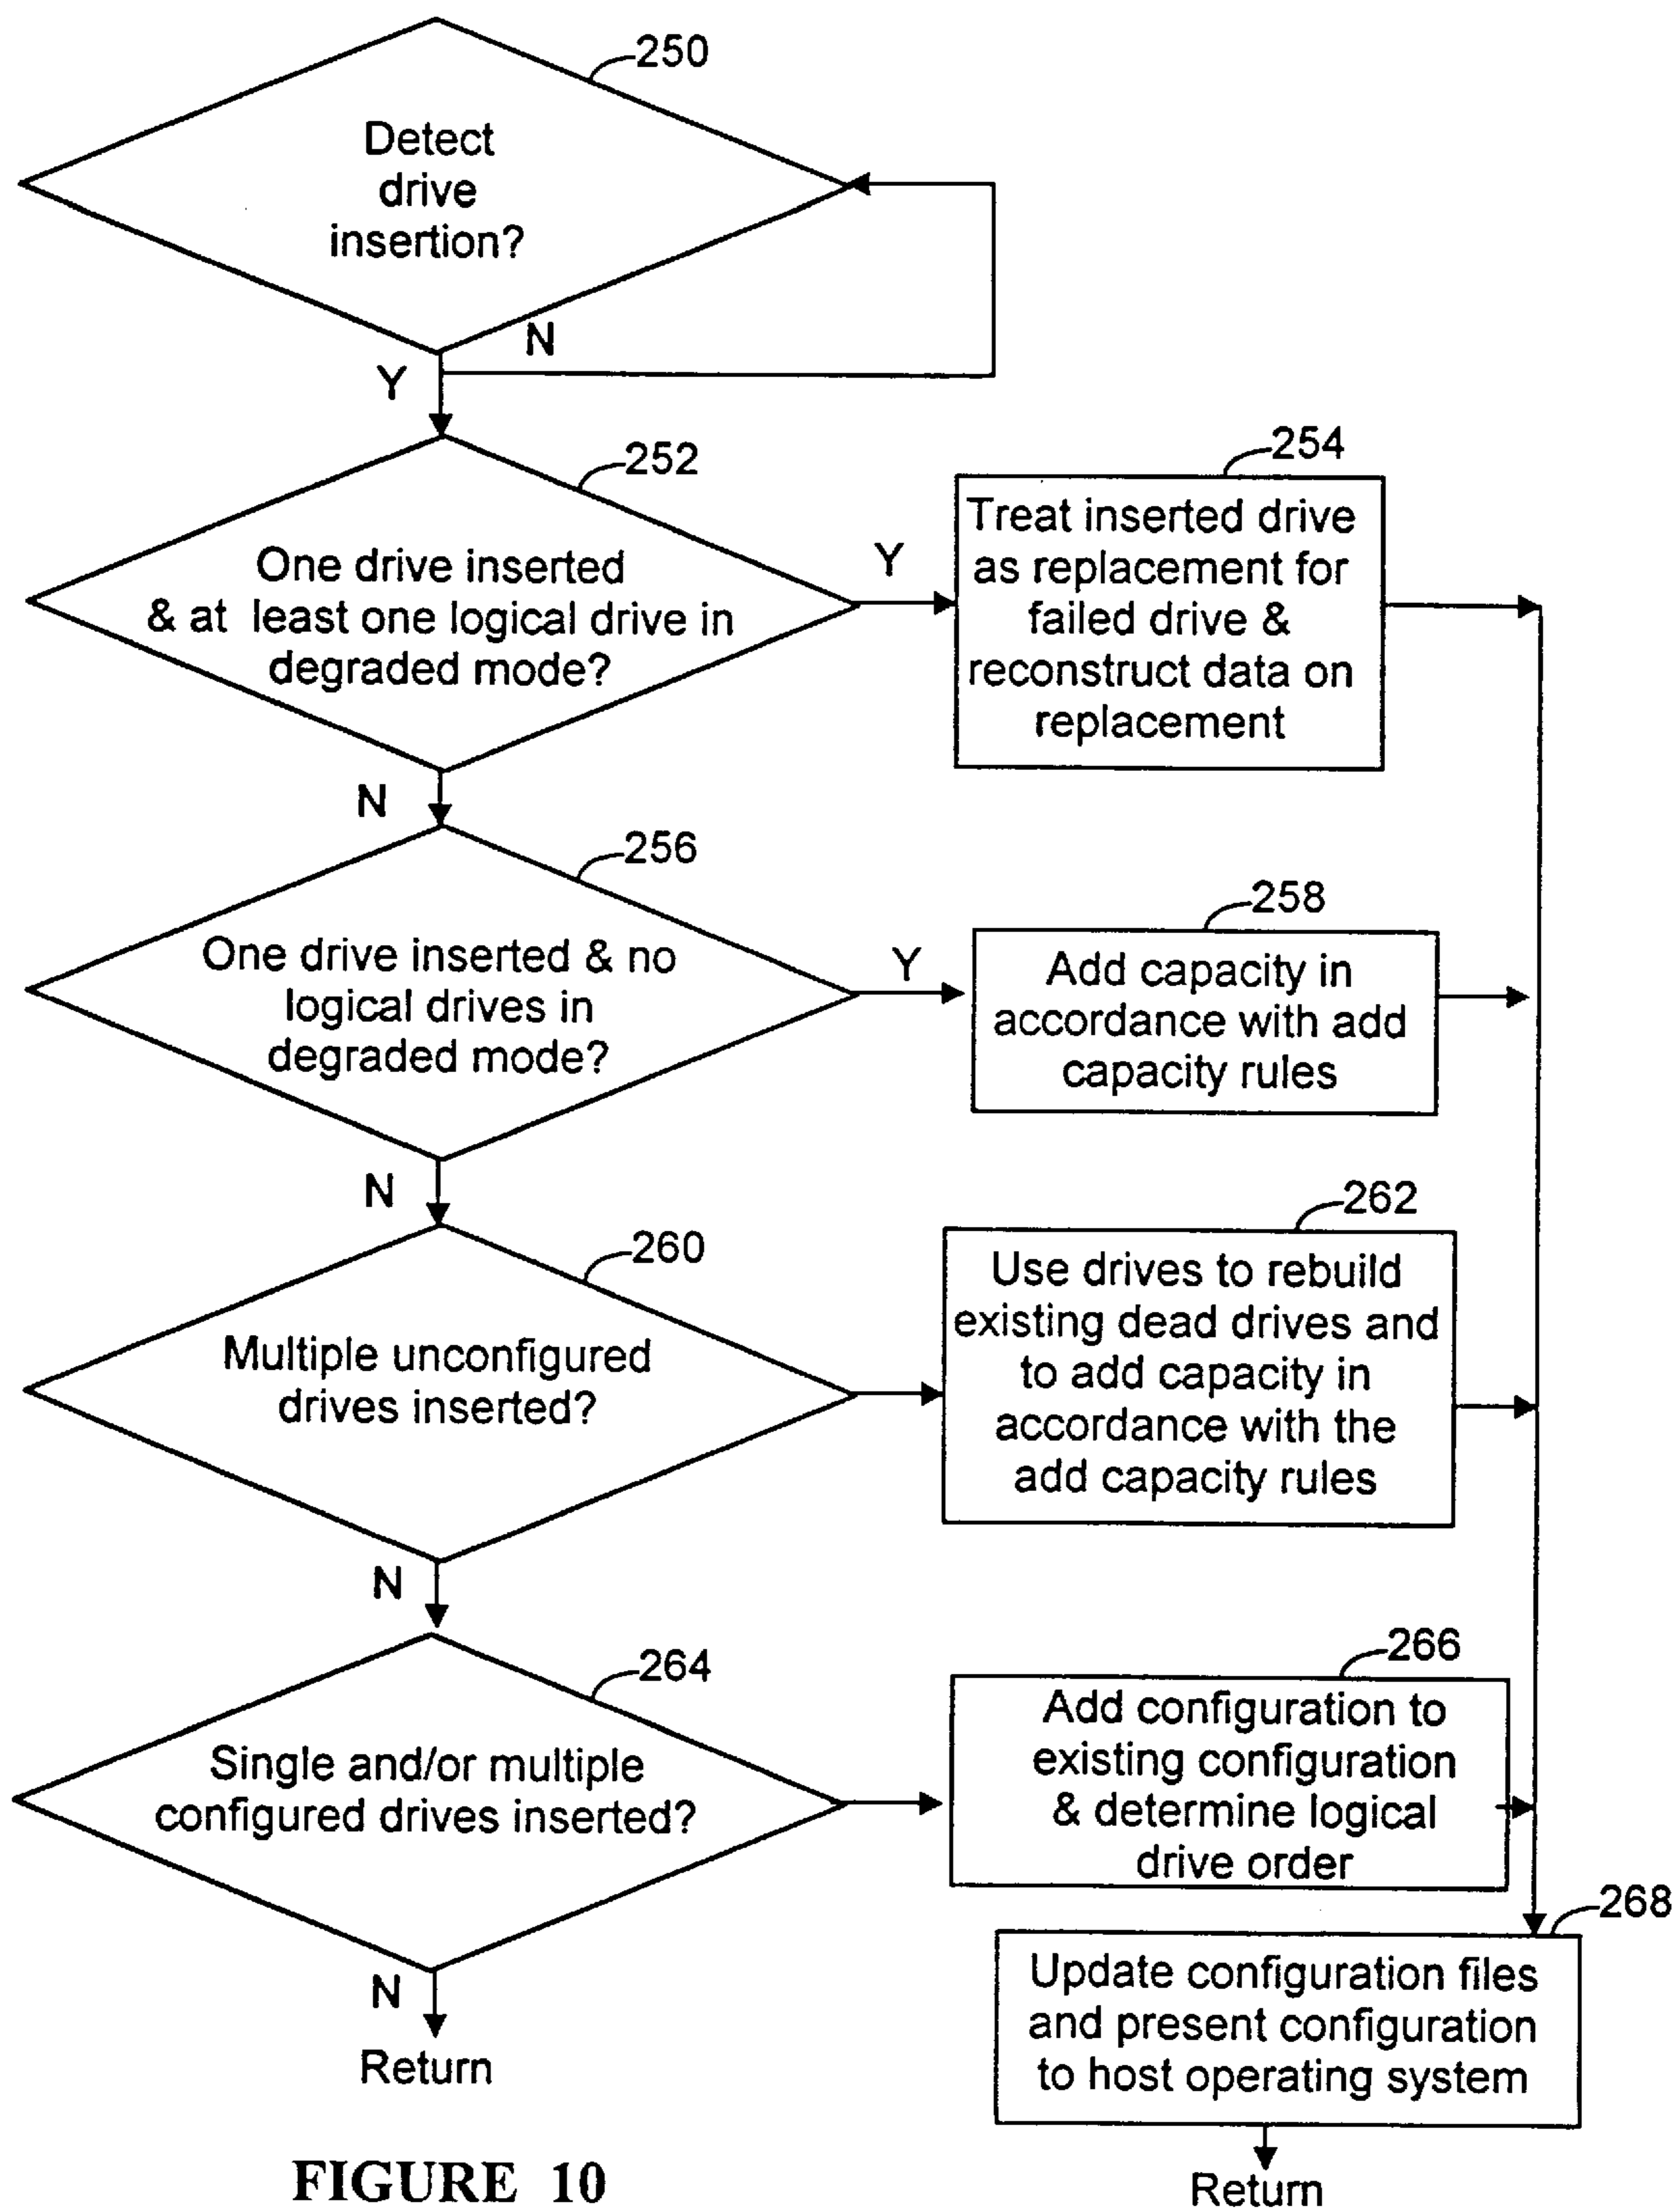 250
Detect
drive
insertion?
N
Y
252
One drive inserted
& at least one logical drive in
degraded mode?
Y
254
Treat inserted drive
as replacement for
failed drive &
reconstruct data on
replacement
N
256
One drive inserted & no
logical drives in
degraded mode?
Y
258
Add capacity in
accordance with add
capacity rules
N
260
Multiple unconfigured
drives inserted?
262
Use drives to rebuild
existing dead drives and
to add capacity in
accordance with the
add capacity rules
N
264
Single and/or multiple
configured drives inserted?
266
Add configuration to
existing configuration
& determine logical
drive order
N
Return
268
Update configuration files
and present configuration
to host operating system
Return
FIGURE 10